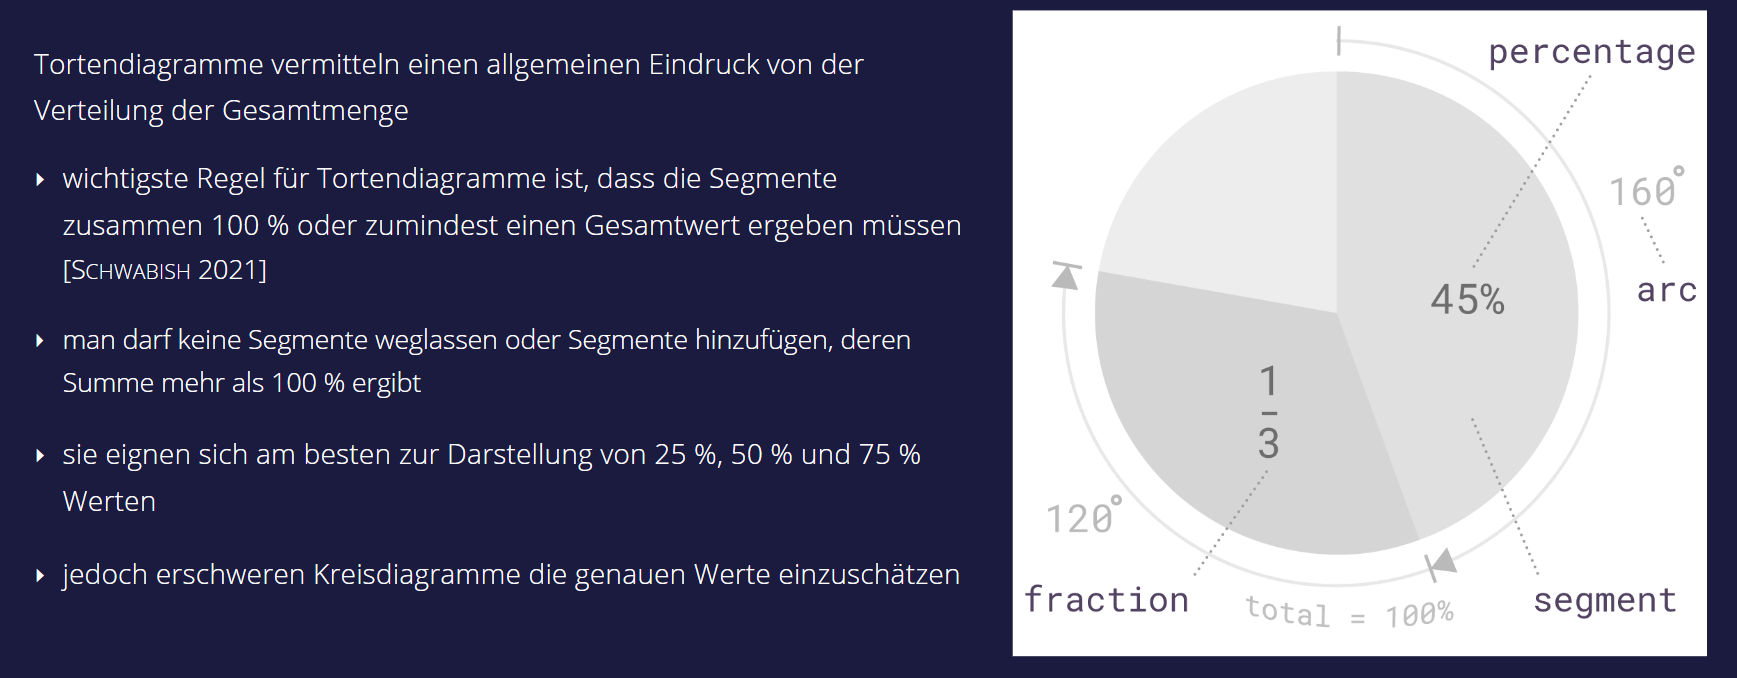 Tortendiagramme vermitteln einen allgemeinen Eindruck von der
Verteilung der Gesamtmenge
wichtigste Regel für Tortendiagramme ist, dass die Segmente
zusammen 100 % oder zumindest einen Gesamtwert ergeben müssen
[SCHWABISH 2021]
man darf keine Segmente weglassen oder Segmente hinzufügen, deren
Summe mehr als 100 % ergibt
sie eignen sich am besten zur Darstellung von 25 %, 50 % und 75 %
Werten
jedoch erschweren Kreisdiagramme die genauen Werte einzuschätzen
percentage
160°
arc
45%
1
3
120°
fraction
segment
total = 100%